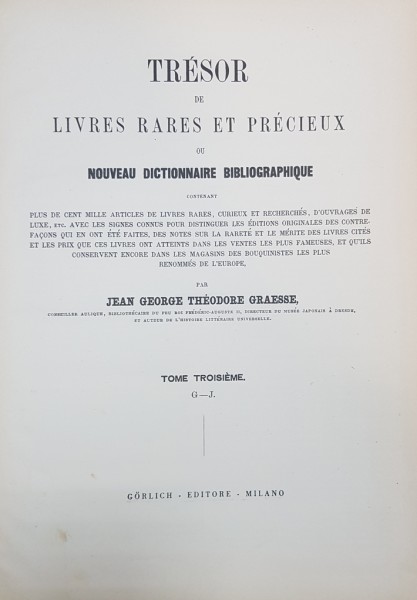 TRÉSOR
DE
LIVRES RARES ET PRÉCIEUX
OU
NOUVEAU DICTIONNAIRE BIBLIOGRAPHIQUE
CONTENANT
PLUS DE CENT MILLE ARTICLES DE LIVRES RARES, CURIEUX ET RECHERCHÉS, D'OUVRAGES DE
LUXE, ETC. AVEC LES SIGNES CONNUS POUR DISTINGUER LES ÉDITIONS ORIGINALES DES CONTRE-
FAÇONS QUI EN ONT ÉTÉ FAITES, DES NOTES SUR LA RARETÉ ET LE MÉRITE DES LIVRES CITÉS
ET LES PRIX QUE CES LIVRES ONT ATTEINTS DANS LES VENTES LES PLUS FAMEUSES, ET QU'ILS
CONSERVENT ENCORE DANS LES MAGASINS DES BOUQUINISTES LES PLUS
RENOMMÉS DE L'EUROPE,
PAR
JEAN GEORGE THÉODORE GRAESSE,
CONSEILLER AULIQUE, BIBLIOTHÉCAIRE DU FEU ROI FRÉDÉRIC-AUGUSTE II, DIRECTEUR DU MUSÉE JAPONAIS À DRESDE,
ET AUTEUR DE L'HISTOIRE LITTÉRAIRE UNIVERSELLE.
TOME TROISIÈME.
G—J.
GÖRLICH - EDITORE - MILANO